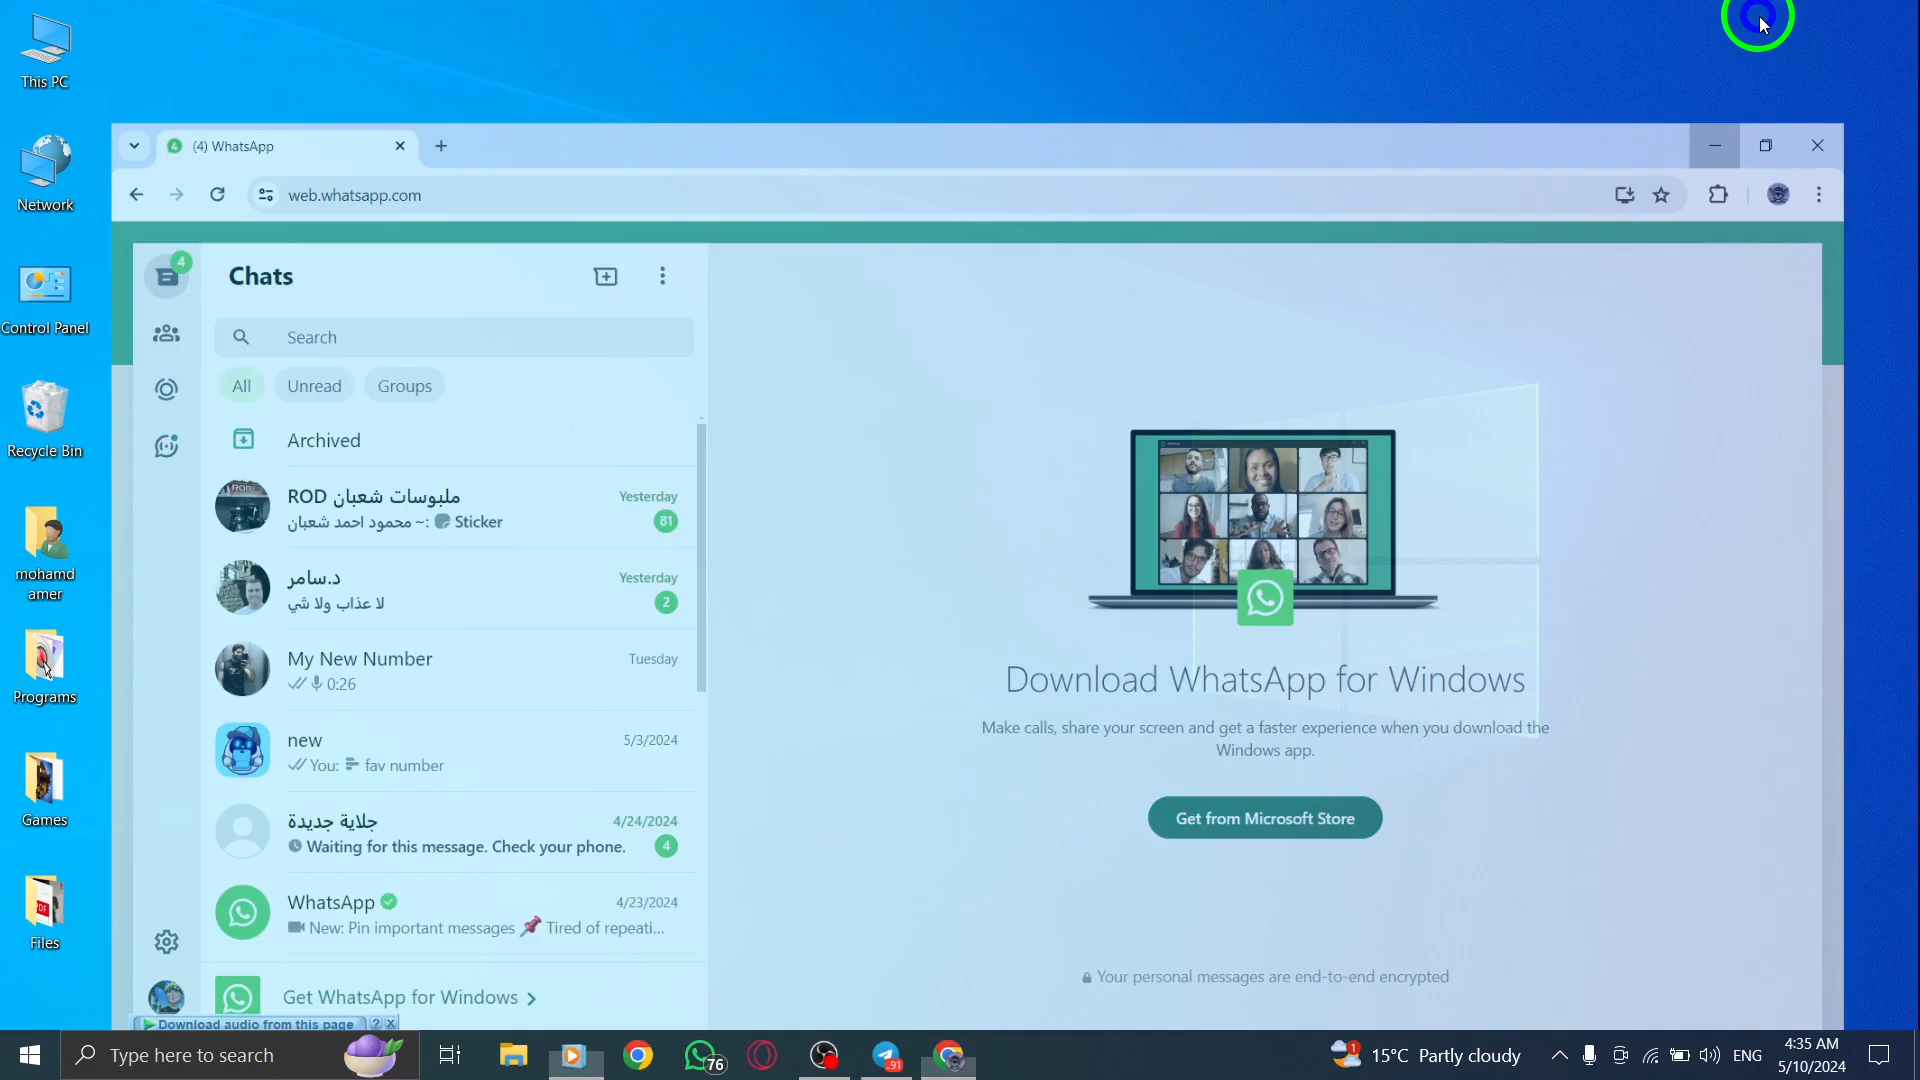 This PC
Network
Control Panel
Recycle Bin
mohamd
amer
Programs
Games
Files
4
(4) WhatsApp
web.whatsapp.com
4
Chats
Search
All
Unread
Groups
Archived
ROD ملبوسات شعبان
Yesterday
~ محمود احمد شعبان: Sticker
81
د.سامر
Yesterday
لا عذاب ولا شي
2
My New Number
Tuesday
0:26
new
5/3/2024
You: fav number
جلاية جديدة
4/24/2024
Waiting for this message. Check your phone.
4
WhatsApp
4/23/2024
New: Pin important messages 📌 Tired of repeati...
Get WhatsApp for Windows
Download audio from this page ?
Download WhatsApp for Windows
Make calls, share your screen and get a faster experience when you download the
Windows app.
Get from Microsoft Store
Your personal messages are end-to-end encrypted
Type here to search
76
91
1
15°C Partly cloudy
ENG
4:35 AM
5/10/2024